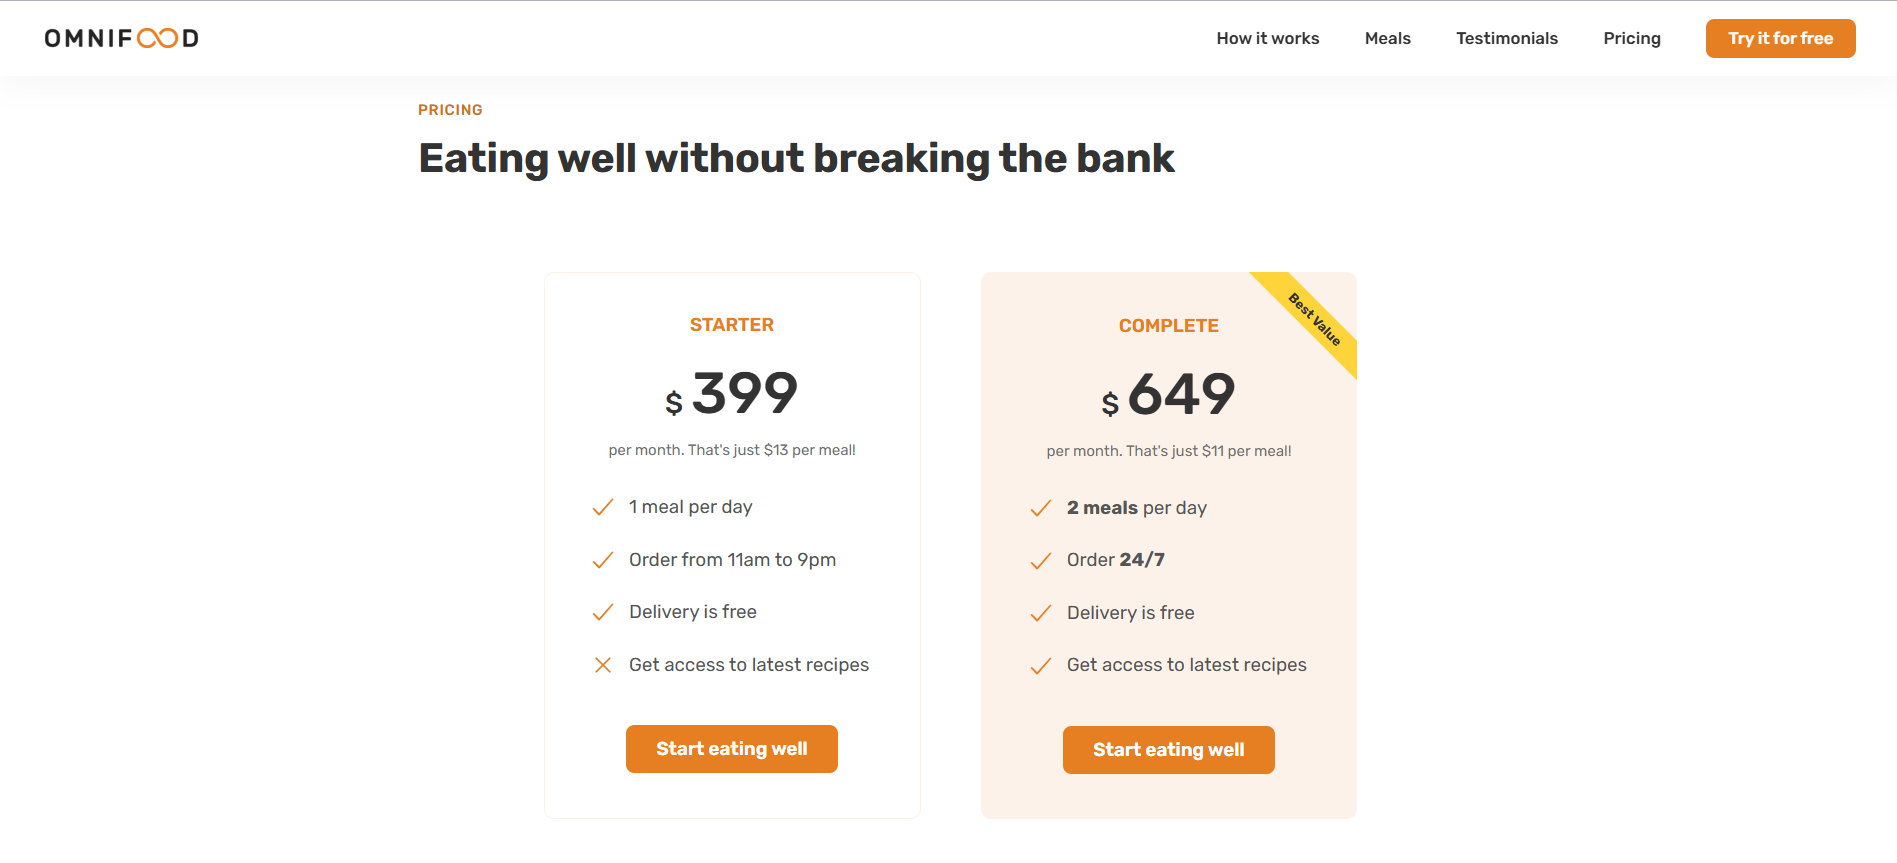 OMNIFOOD
How it works
Meals
Testimonials
Pricing
Try it for free
PRICING
Eating well without breaking the bank
STARTER
$ 399
per month. That's just $13 per meal!
1 meal per day
Order from 11am to 9pm
Delivery is free
Get access to latest recipes
Start eating well
Best Value
COMPLETE
$ 649
per month. That's just $11 per meal!
2 meals per day
Order 24/7
Delivery is free
Get access to latest recipes
Start eating well